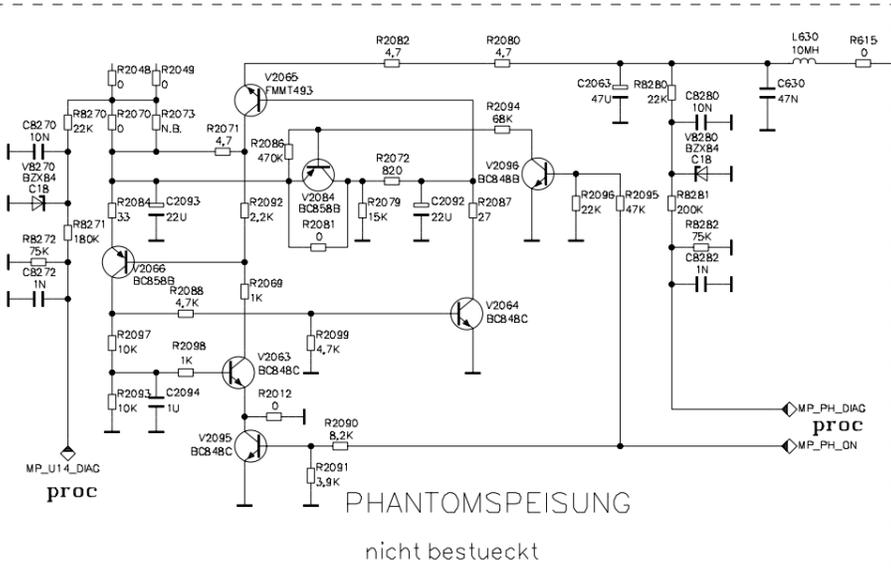 R2082
4,7
R2080
4,7
L630
10MH
R615
0
R2048
0
R2049
0
V2065
FMMT493
C2063
47U
R8280
22K
C8280
10N
C630
47N
C8270
10N
R8270
22K
R2070
0
R2073
N.B.
R2071
4,7
R2086
470K
R2094
68K
V8280
BZX84
C18
V8270
BZX84
C18
R2072
820
V2096
BC848B
V2084
BC858B
R2084
33
C2093
22U
R2092
2,2K
R2081
0
R2079
15K
C2092
22U
R2087
27
R2096
22K
R2095
47K
R8281
200K
R8271
180K
R8272
75K
C8272
1N
R8282
75K
C8282
1N
V2066
BC858B
R2088
4,7K
R2069
1K
V2064
BC848C
R2097
10K
R2098
1K
V2063
BC848C
R2099
4,7K
R2093
10K
C2094
1U
R2012
0
MP_PH_DIAG
proc
V2095
BC848C
R2090
8,2K
MP_PH_ON
R2091
3,9K
MP_U14_DIAG
proc
PHANTOMSPEISUNG
nicht bestueckt